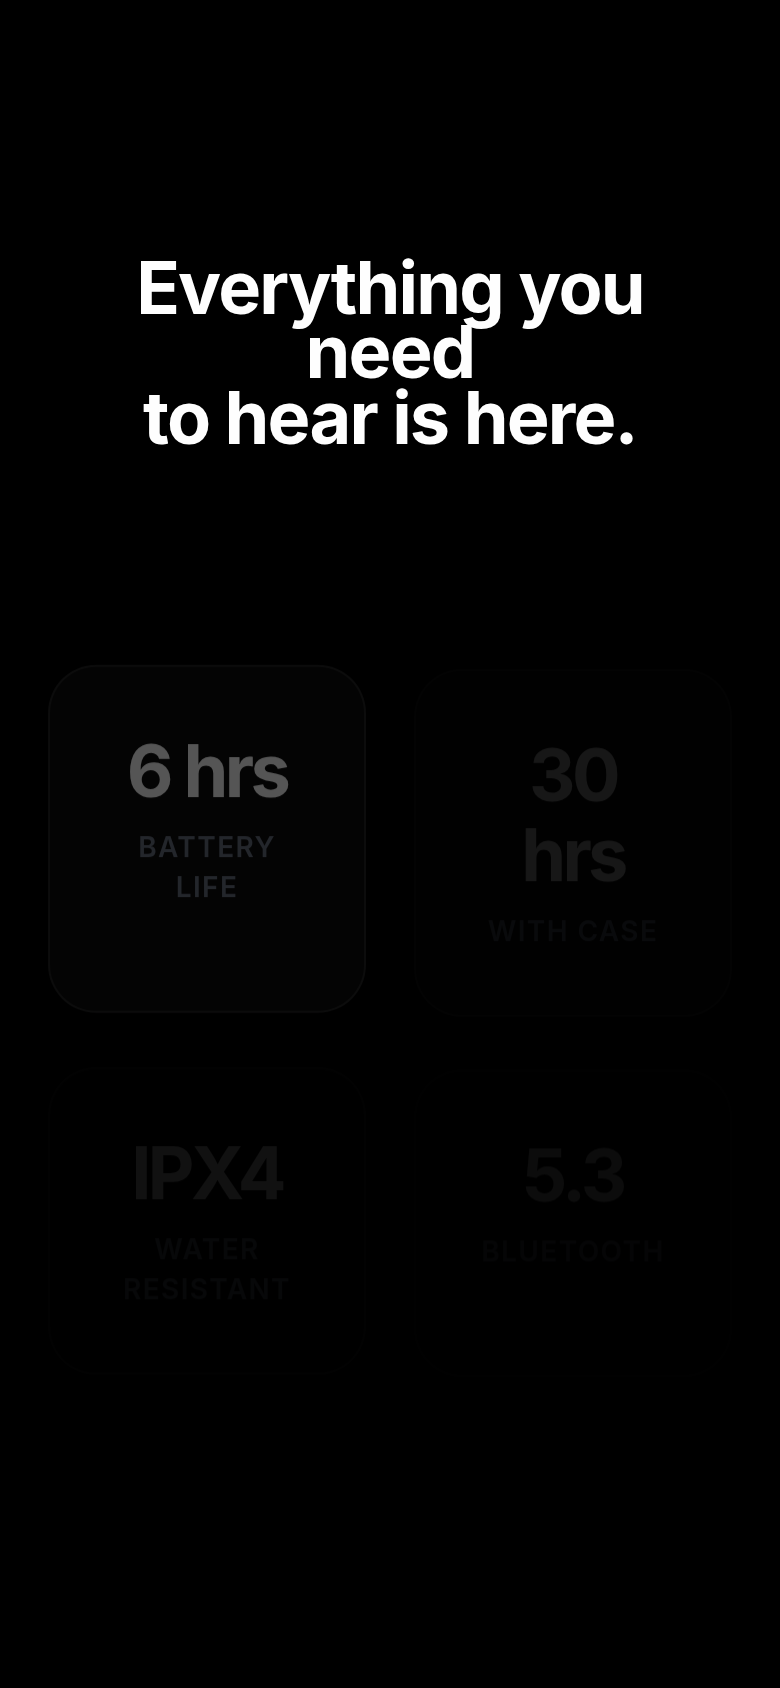 Everything you
need
to hear is here.
6 hrs
BATTERY
LIFE
30
hrs
WITH CASE
IPX4
WATER
RESISTANT
5.3
BLUETOOTH